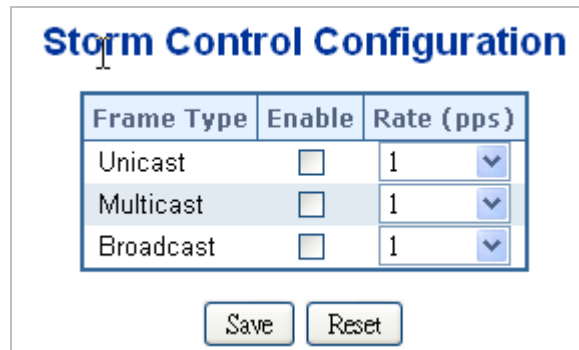 Storm Control Configuration
Frame Type Enable Rate (pps)
Unicast 1
Multicast 1
Broadcast 1
Save Reset